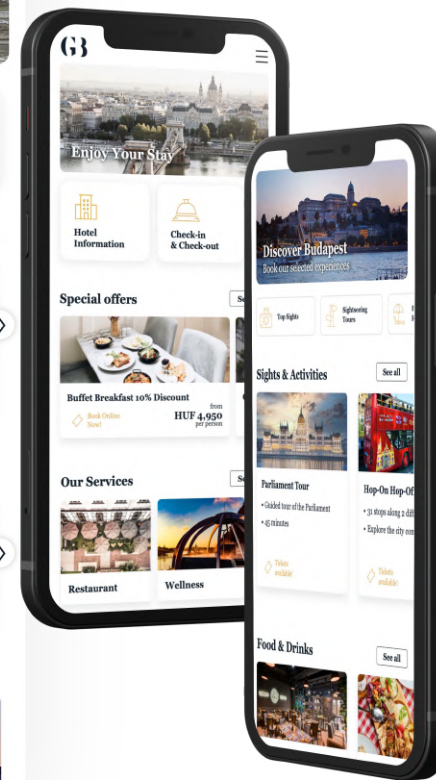 GB
Enjoy Your Stay
Hotel
Information
Check-in
& Check-out
Special offers
Buffet Breakfast 10% Discount
Book Online
Now!
from
HUF 4,950
per person
Our Services
Restaurant
Wellness
Discover Budapest
Book our selected experiences
Top Sights
Sightseeing
Tours
Sights & Activities
See all
Parliament Tour
• Guided tour of the Parliament
• 45 minutes
Tickets
available!
Hop-On Hop-Of
• 31 stops along 2 diff
• Explore the city com
Tickets
available!
Food & Drinks
See all